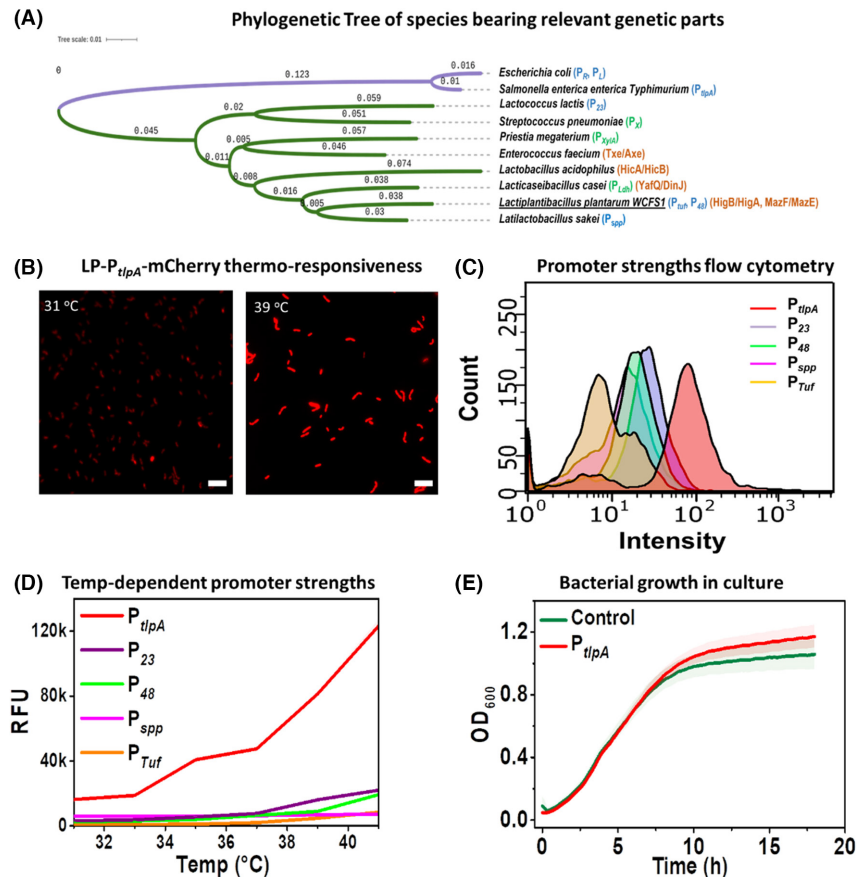 (A)
Phylogenetic Tree of species bearing relevant genetic parts
Tree scale: 0.01
0
0.123
0.016
0.01
0.045
0.02
0.059
0.051
0.011
0.005
0.057
0.046
0.008
0.074
0.016
0.038
0.005
0.038
0.03
Escherichia coli (PR, PL)
Salmonella enterica enterica Typhimurium (PtlpA)
Lactococcus lactis (P23)
Streptococcus pneumoniae (PX)
Priestia megaterium (PXylA)
Enterococcus faecium (Txe/Axe)
Lactobacillus acidophilus (HicA/HicB)
Lacticaseibacillus casei (PLdh) (YafQ/DinJ)
Lactiplantibacillus plantarum WCFS1 (Ptuf, P48) (HigB/HigA, MazF/MazE)
Latilactobacillus sakei (Pspp)
(B)
LP-PtlpA-mCherry thermo-responsiveness
31 °C
39 °C
(C)
Promoter strengths flow cytometry
Count
0 50 150 250
10^0 10^1 10^2 10^3
Intensity
PtlpA
P23
P48
Pspp
PTuf
(D)
Temp-dependent promoter strengths
RFU
120k
80k
40k
0
32 34 36 38 40
Temp (°C)
PtlpA
P23
P48
Pspp
PTuf
(E)
Bacterial growth in culture
OD600
1.2
0.8
0.4
0.0
0 5 10 15 20
Time (h)
Control
PtlpA